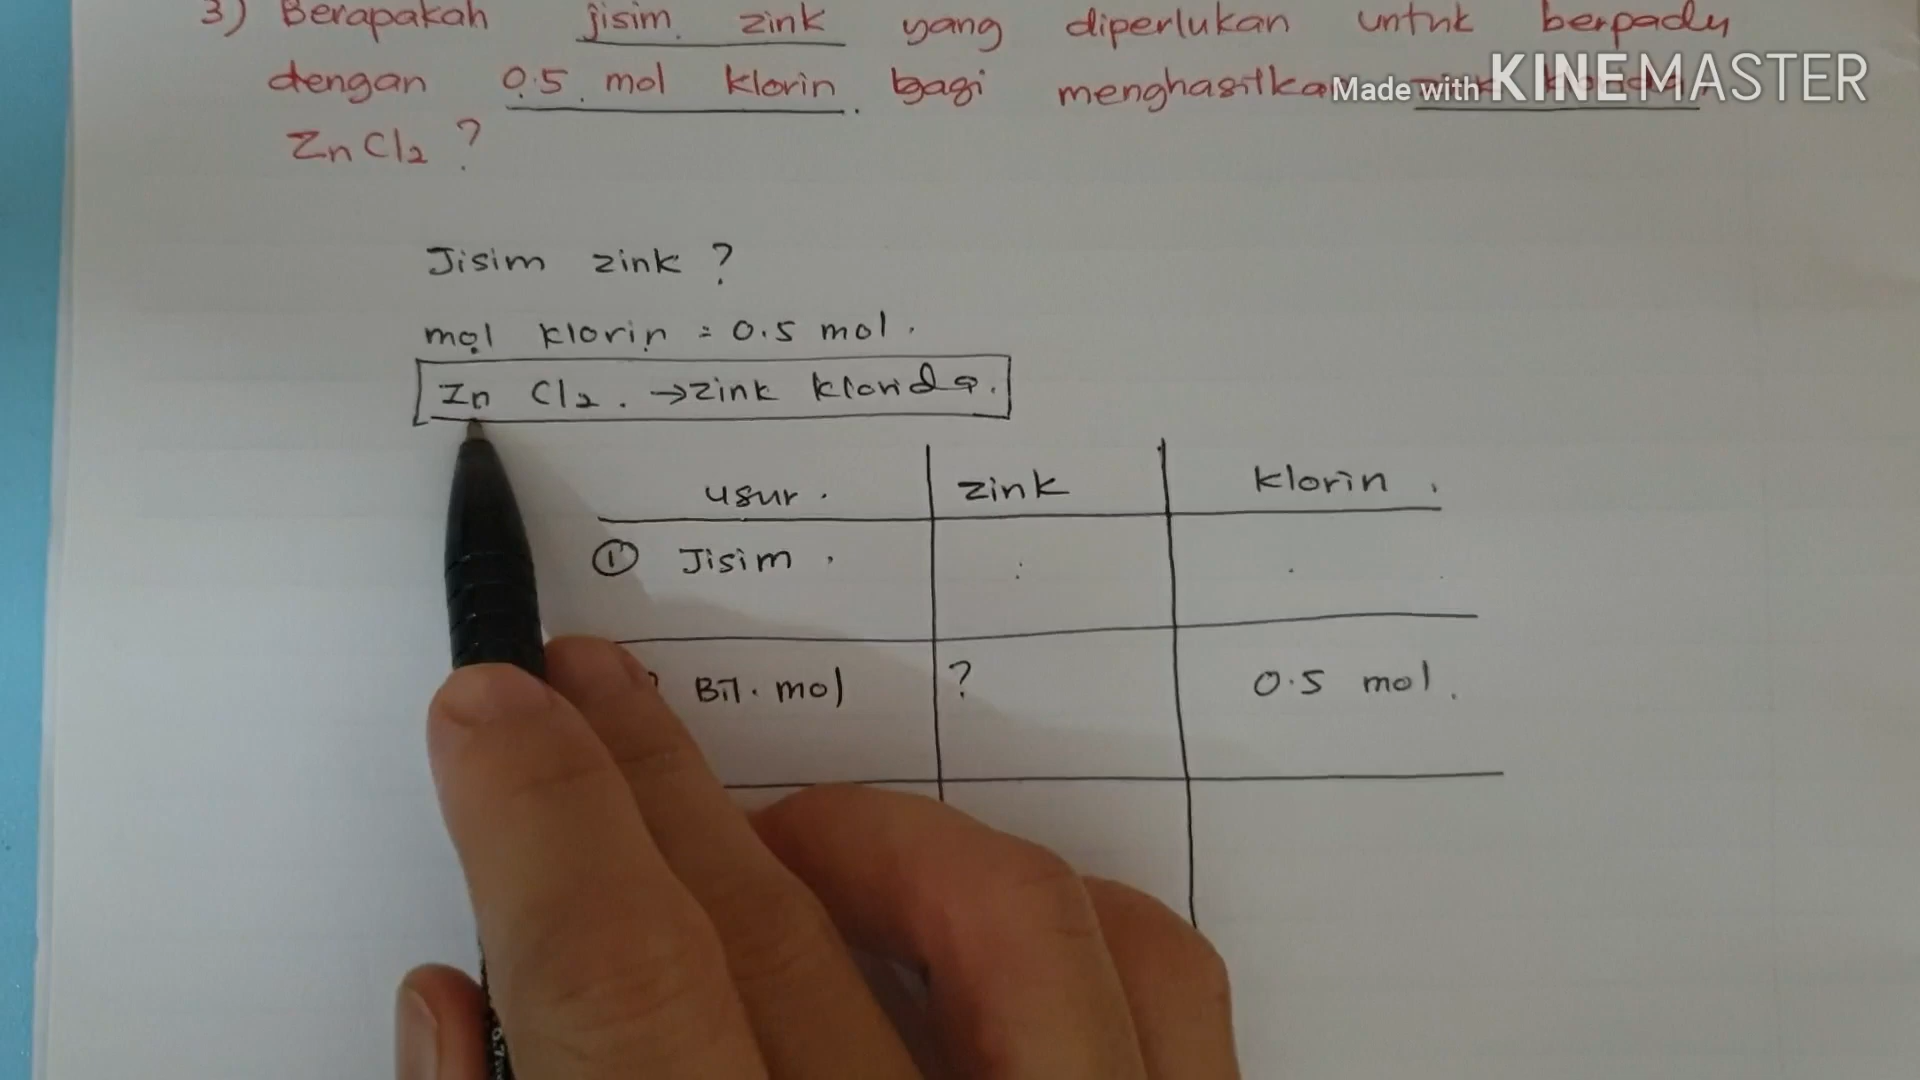 3) Berapakah jisim zink yang diperlukan untuk berpadu
dengan 0.5 mol klorin bagi menghasilkan
Made with KINEMASTER
ZnCl2 ?
Jisim zink ?
mol klorin = 0.5 mol.
Zn Cl2. → zink klorida.
usur. zink klorin.
① Jisim.
Bil. mol ? 0.5 mol.